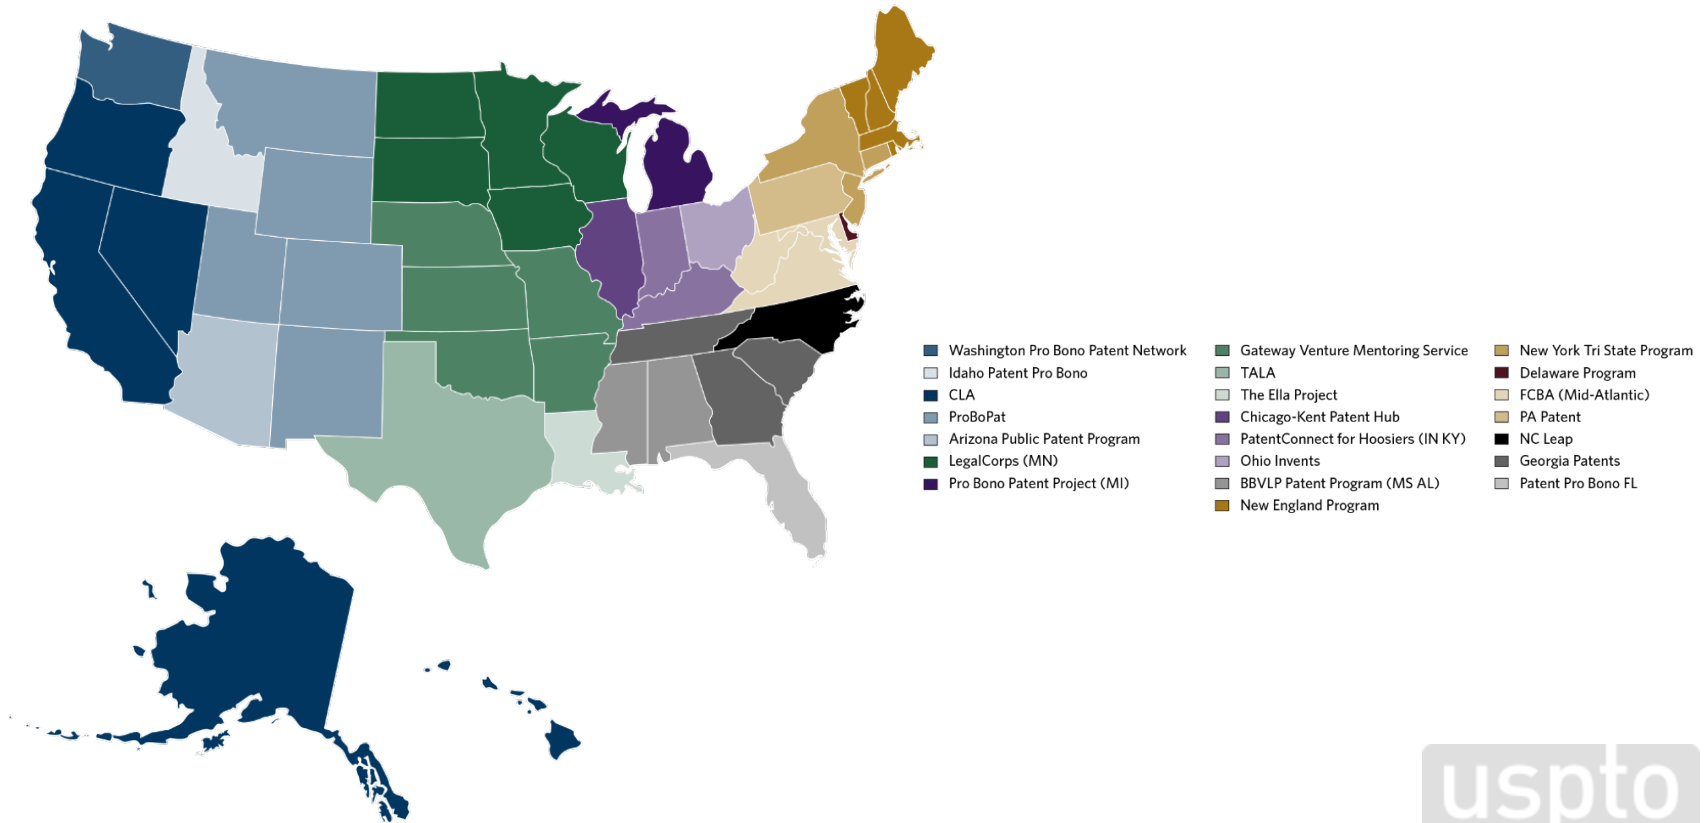 Washington Pro Bono Patent Network
Idaho Patent Pro Bono
CLA
ProBoPat
Arizona Public Patent Program
LegalCorps (MN)
Pro Bono Patent Project (MI)
Gateway Venture Mentoring Service
TALA
The Ella Project
Chicago-Kent Patent Hub
PatentConnect for Hoosiers (IN KY)
Ohio Invents
BBVLP Patent Program (MS AL)
New England Program
New York Tri State Program
Delaware Program
FCBA (Mid-Atlantic)
PA Patent
NC Leap
Georgia Patents
Patent Pro Bono FL
uspto